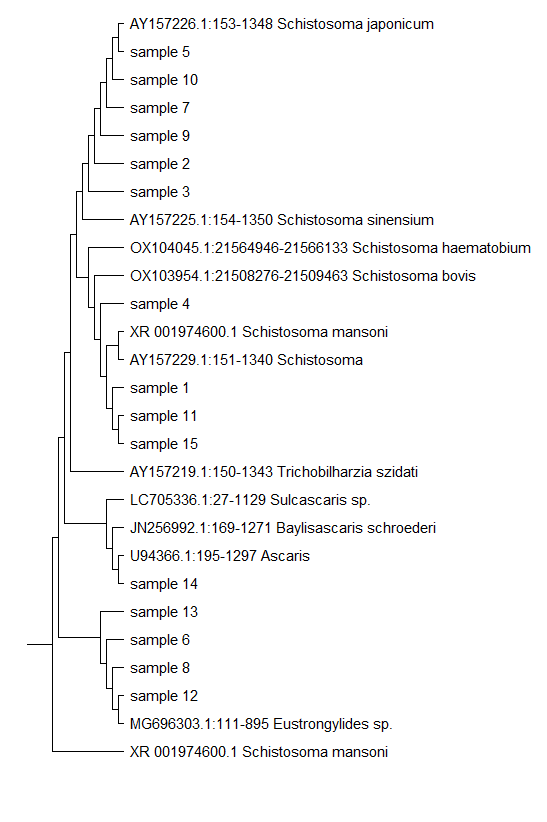 AY157226.1:153-1348 Schistosoma japonicum
sample 5
sample 10
sample 7
sample 9
sample 2
sample 3
AY157225.1:154-1350 Schistosoma sinensium
OX104045.1:21564946-21566133 Schistosoma haematobium
OX103954.1:21508276-21509463 Schistosoma bovis
sample 4
XR 001974600.1 Schistosoma mansoni
AY157229.1:151-1340 Schistosoma
sample 1
sample 11
sample 15
AY157219.1:150-1343 Trichobilharzia szidati
LC705336.1:27-1129 Sulcascaris sp.
JN256992.1:169-1271 Baylisascaris schroederi
U94366.1:195-1297 Ascaris
sample 14
sample 13
sample 6
sample 8
sample 12
MG696303.1:111-895 Eustrongylides sp.
XR 001974600.1 Schistosoma mansoni